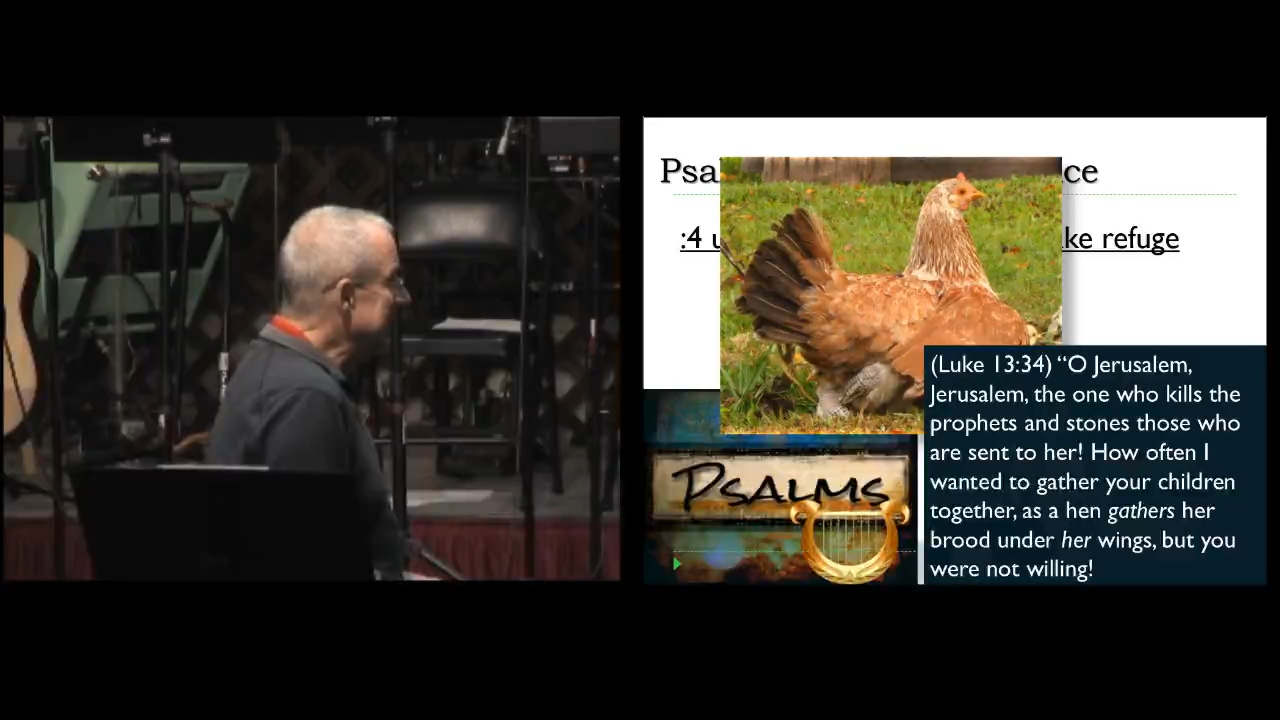 Psa ce
:4 u ke refuge
(Luke 13:34) “O Jerusalem,
Jerusalem, the one who kills the
prophets and stones those who
are sent to her! How often I
wanted to gather your children
together, as a hen gathers her
brood under her wings, but you
were not willing!
PSALMS